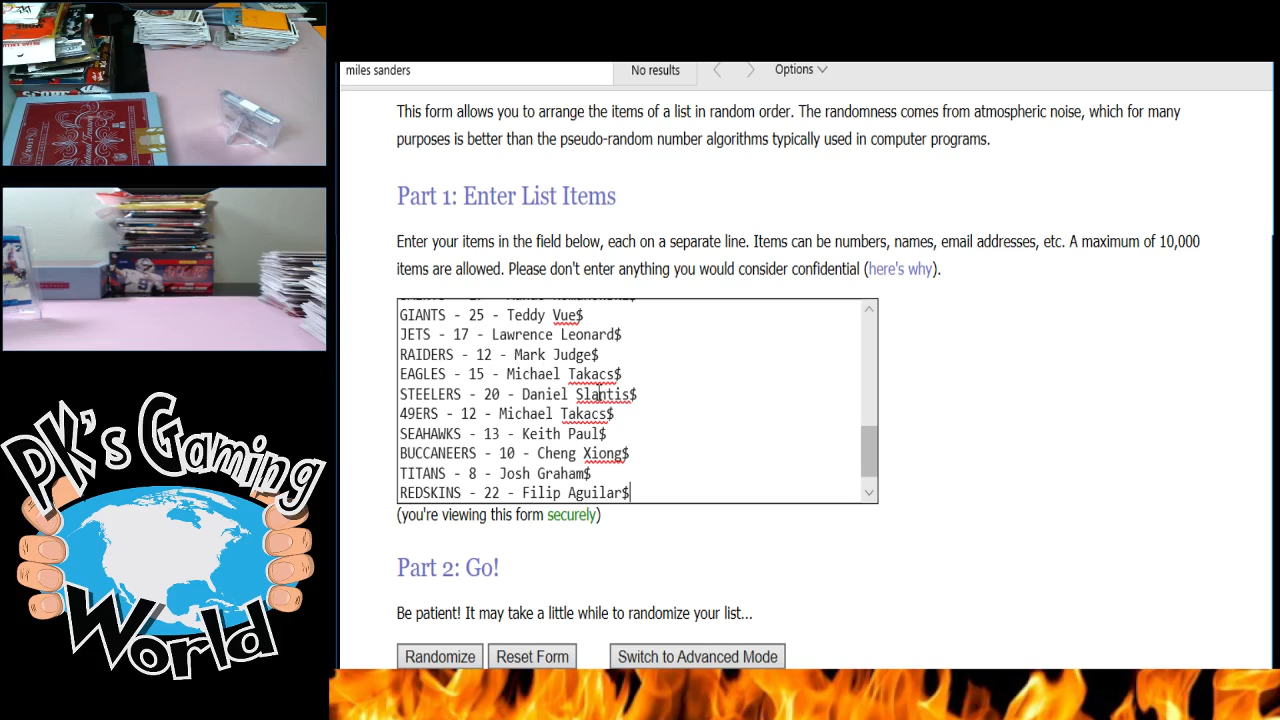 miles sanders
No results
Options
This form allows you to arrange the items of a list in random order. The randomness comes from atmospheric noise, which for many
purposes is better than the pseudo-random number algorithms typically used in computer programs.
Part 1: Enter List Items
Enter your items in the field below, each on a separate line. Items can be numbers, names, email addresses, etc. A maximum of 10,000
items are allowed. Please don't enter anything you would consider confidential (here's why).
GIANTS - 25 - Teddy Vue$
JETS - 17 - Lawrence Leonard$
RAIDERS - 12 - Mark Judge$
EAGLES - 15 - Michael Takacs$
STEELERS - 20 - Daniel Slantis$
49ERS - 12 - Michael Takacs$
SEAHAWKS - 13 - Keith Paul$
BUCCANEERS - 10 - Cheng Xiong$
TITANS - 8 - Josh Graham$
REDSKINS - 22 - Filip Aguilar$
(you're viewing this form securely)
Part 2: Go!
Be patient! It may take a little while to randomize your list...
Randomize
Reset Form
Switch to Advanced Mode
PK's Gaming
World
SCORE
2017
National Treasures